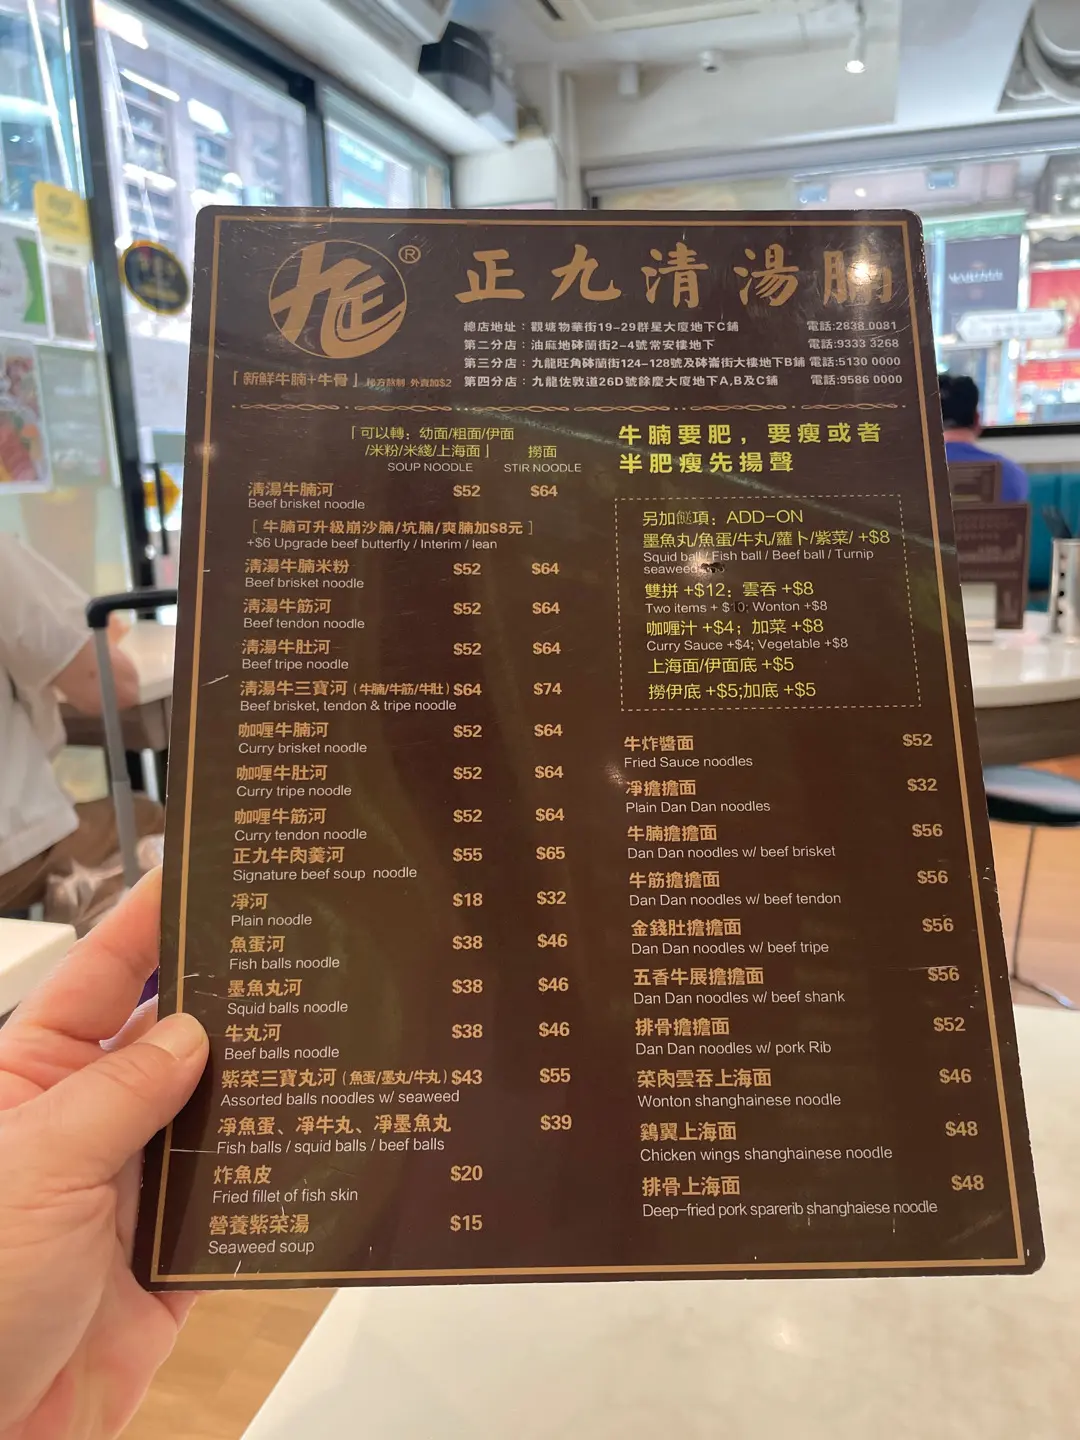 九正®
正九清湯腩
總店地址：觀塘物華街19-29群星大廈地下C鋪 電話:2838 0081
第二分店：油麻地砵蘭街2-4號常安樓地下 電話:9333 3268
第三分店：九龍旺角砵蘭街124-128號及砵崙街大樓地下B鋪 電話:5130 0000
第四分店：九龍佐敦道26D號餘慶大廈地下A,B及C鋪 電話:9586 0000
「新鮮牛腩+牛骨」秘方熬制 外賣加$2
「可以轉：幼面/粗面/伊面
/米粉/米綫/上海面」 撈面
SOUP NOODLE STIR NOODLE
清湯牛腩河 $52 $64
Beef brisket noodle
［牛腩可升級崩沙腩/坑腩/爽腩加$8元］
+$6 Upgrade beef butterfly / Interim / lean
清湯牛腩米粉 $52 $64
Beef brisket noodle
清湯牛筋河 $52 $64
Beef tendon noodle
清湯牛肚河 $52 $64
Beef tripe noodle
清湯牛三寶河（牛腩/牛筋/牛肚）$64 $74
Beef brisket, tendon & tripe noodle
咖喱牛腩河 $52 $64
Curry brisket noodle
咖喱牛肚河 $52 $64
Curry tripe noodle
咖喱牛筋河 $52 $64
Curry tendon noodle
正九牛肉羹河 $55 $65
Signature beef soup noodle
凈河 $18 $32
Plain noodle
魚蛋河 $38 $46
Fish balls noodle
墨魚丸河 $38 $46
Squid balls noodle
牛丸河 $38 $46
Beef balls noodle
紫菜三寶丸河（魚蛋/墨丸/牛丸）$43 $55
Assorted balls noodles w/ seaweed
凈魚蛋、凈牛丸、凈墨魚丸 $39
Fish balls / squid balls / beef balls
炸魚皮 $20
Fried fillet of fish skin
營養紫菜湯 $15
Seaweed soup
牛腩要肥，要瘦或者
半肥瘦先揚聲
另加餸項：ADD-ON
墨魚丸/魚蛋/牛丸/蘿卜/紫菜/ +$8
Squid ball / Fish ball / Beef ball / Turnip
seaweed
雙拼 +$12；雲吞 +$8
Two items + $10; Wonton +$8
咖喱汁 +$4；加菜 +$8
Curry Sauce +$4; Vegetable +$8
上海面/伊面底 +$5
撈伊底 +$5;加底 +$5
牛炸醬面 $52
Fried Sauce noodles
凈擔擔面 $32
Plain Dan Dan noodles
牛腩擔擔面 $56
Dan Dan noodles w/ beef brisket
牛筋擔擔面 $56
Dan Dan noodles w/ beef tendon
金錢肚擔擔面 $56
Dan Dan noodles w/ beef tripe
五香牛展擔擔面 $56
Dan Dan noodles w/ beef shank
排骨擔擔面 $52
Dan Dan noodles w/ pork Rib
菜肉雲吞上海面 $46
Wonton shanghainese noodle
鷄翼上海面 $48
Chicken wings shanghainese noodle
排骨上海面 $48
Deep-fried pork sparerib shanghaiese noodle